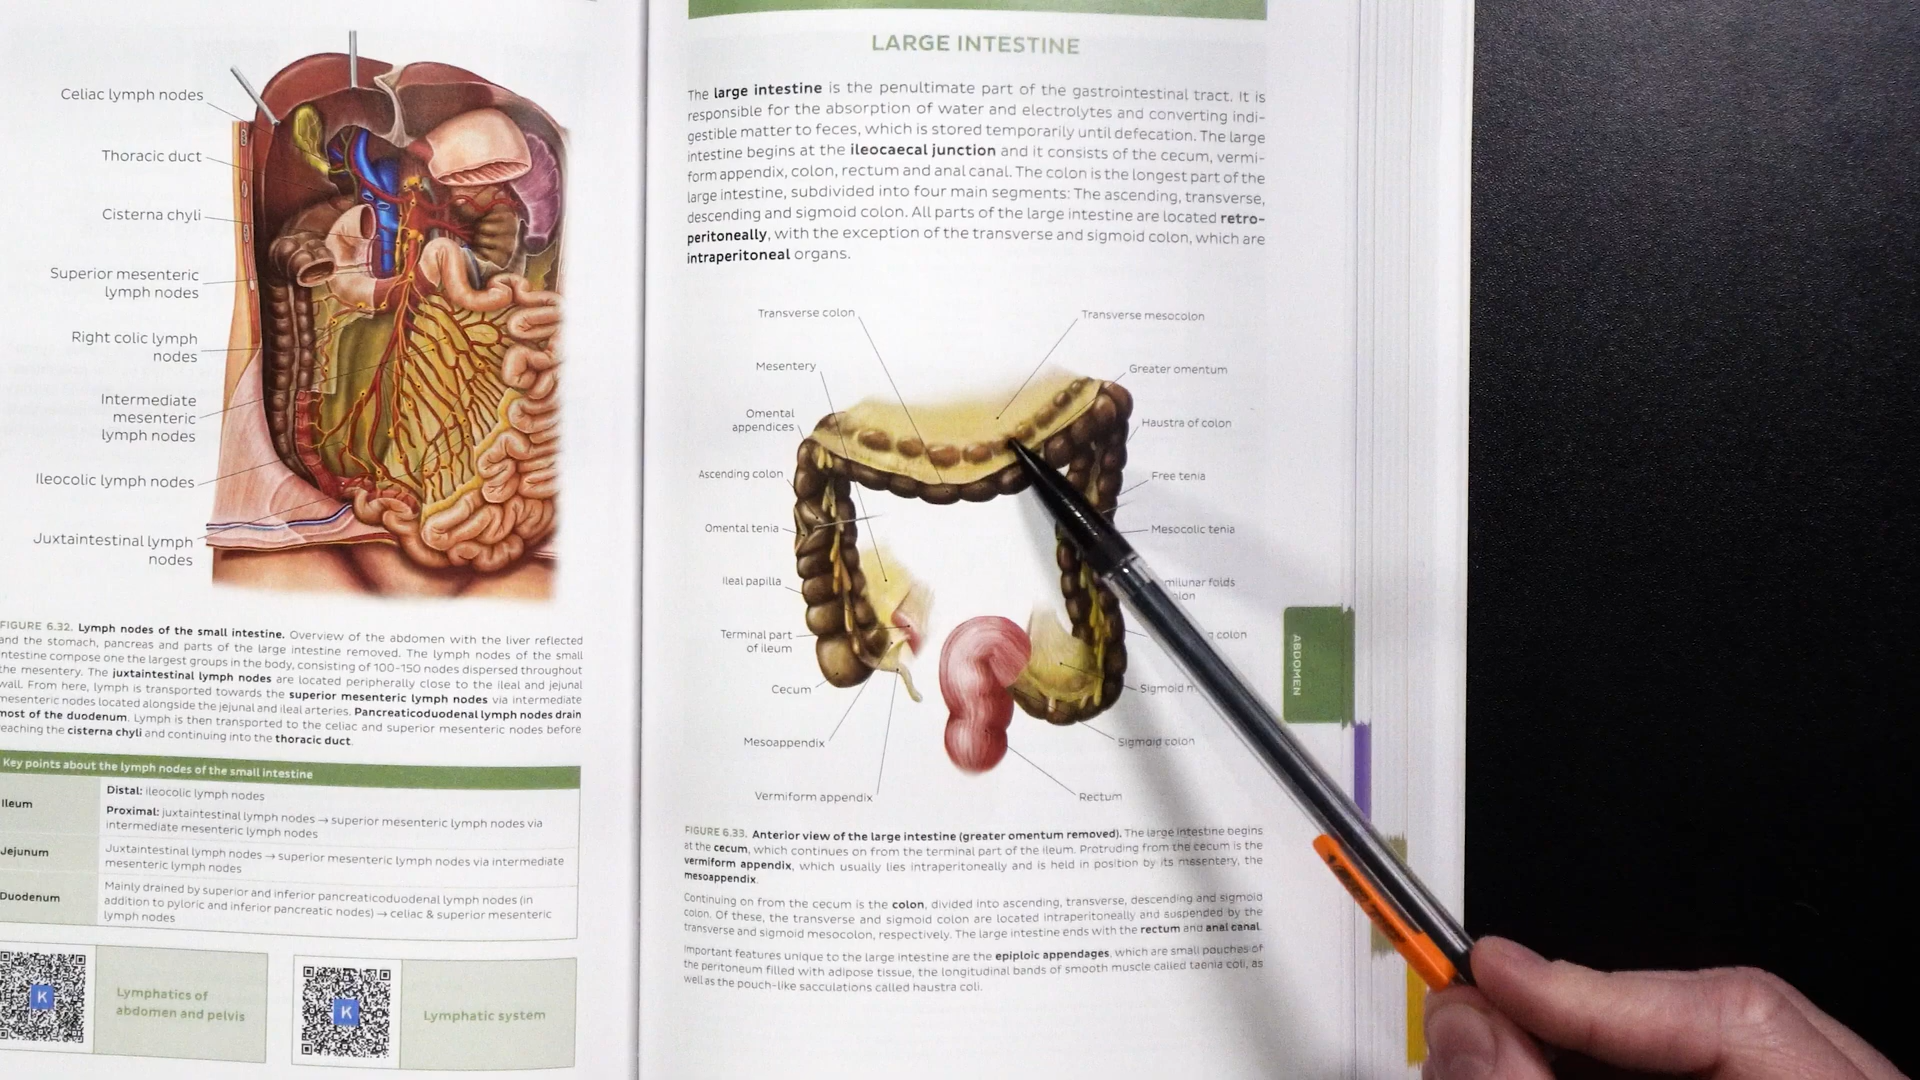 Celiac lymph nodes
Thoracic duct
Cisterna chyli
Superior mesenteric
lymph nodes
Right colic lymph
nodes
Intermediate
mesenteric
lymph nodes
Ileocolic lymph nodes
Juxtaintestinal lymph
nodes
FIGURE 6.32. Lymph nodes of the small intestine. Overview of the abdomen with the liver reflected
and the stomach, pancreas and parts of the large intestine removed. The lymph nodes of the small
intestine compose one the largest groups in the body, consisting of 100-150 nodes dispersed throughout
the mesentery. The juxtaintestinal lymph nodes are located peripherally close to the ileal and jejunal
wall. From here, lymph is transported towards the superior mesenteric lymph nodes via intermediate
mesenteric nodes located alongside the jejunal and ileal arteries. Pancreaticoduodenal lymph nodes drain
most of the duodenum. Lymph is then transported to the celiac and superior mesenteric nodes before
reaching the cisterna chyli and continuing into the thoracic duct.
Key points about the lymph nodes of the small intestine
Ileum
Distal: ileocolic lymph nodes
Proximal: juxtaintestinal lymph nodes → superior mesenteric lymph nodes via
intermediate mesenteric lymph nodes
Jejunum
Juxtaintestinal lymph nodes → superior mesenteric lymph nodes via intermediate
mesenteric lymph nodes
Duodenum
Mainly drained by superior and inferior pancreaticoduodenal lymph nodes (in
addition to pyloric and inferior pancreatic nodes) → celiac & superior mesenteric
lymph nodes
K
Lymphatics of
abdomen and pelvis
K
Lymphatic system
LARGE INTESTINE
The large intestine is the penultimate part of the gastrointestinal tract. It is
responsible for the absorption of water and electrolytes and converting indi-
gestible matter to feces, which is stored temporarily until defecation. The large
intestine begins at the ileocaecal junction and it consists of the cecum, vermi-
form appendix, colon, rectum and anal canal. The colon is the longest part of the
large intestine, subdivided into four main segments: The ascending, transverse,
descending and sigmoid colon. All parts of the large intestine are located retro-
peritoneally, with the exception of the transverse and sigmoid colon, which are
intraperitoneal organs.
Transverse colon
Mesentery
Omental
appendices
Ascending colon
Omental tenia
Ileal papilla
Terminal part
of ileum
Cecum
Mesoappendix
Vermiform appendix
Transverse mesocolon
Greater omentum
Haustra of colon
Free tenia
Mesocolic tenia
milunar folds
olon
g colon
Sigmoid m
Sigmoid colon
Rectum
FIGURE 6.33. Anterior view of the large intestine (greater omentum removed). The large intestine begins
at the cecum, which continues on from the terminal part of the ileum. Protruding from the cecum is the
vermiform appendix, which usually lies intraperitoneally and is held in position by its mesentery, the
mesoappendix.
Continuing on from the cecum is the colon, divided into ascending, transverse, descending and sigmoid
colon. Of these, the transverse and sigmoid colon are located intraperitoneally and suspended by the
transverse and sigmoid mesocolon, respectively. The large intestine ends with the rectum and anal canal.
Important features unique to the large intestine are the epiploic appendages, which are small pouches of
the peritoneum filled with adipose tissue, the longitudinal bands of smooth muscle called taenia coli, as
well as the pouch-like sacculations called haustra coli.
ABDOMEN